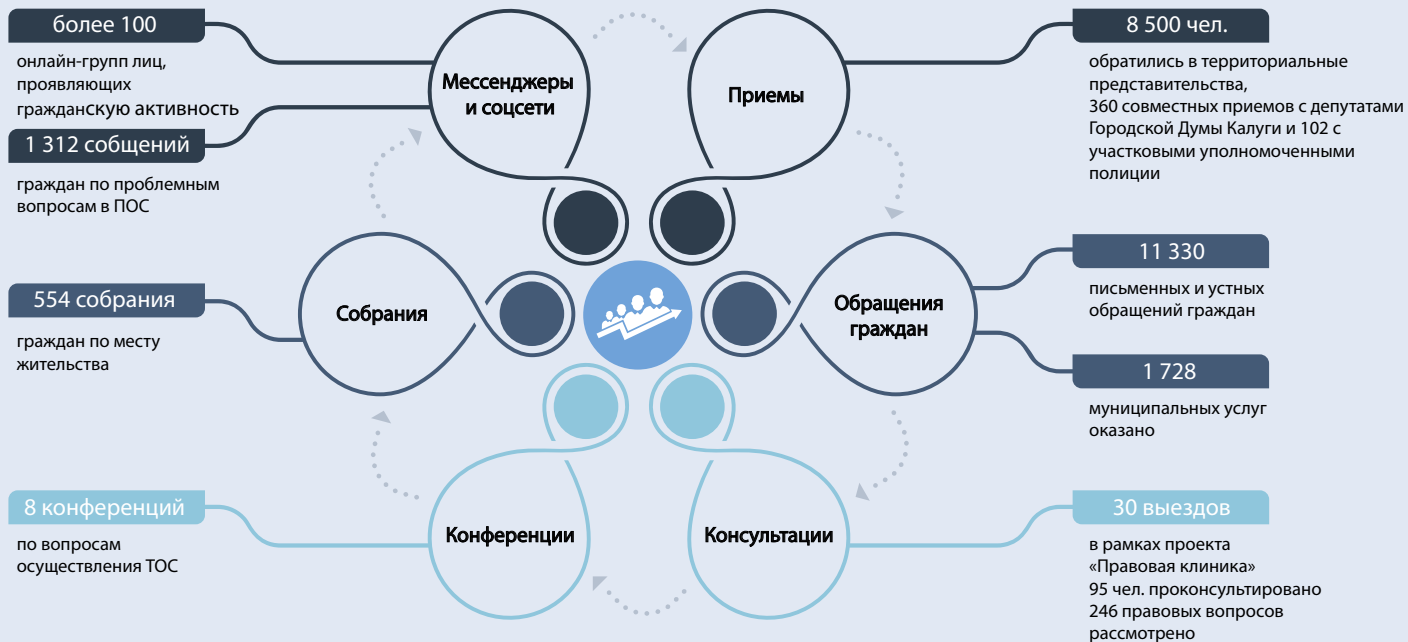 более 100
онлайн-групп лиц,
проявляющих
гражданскую активность
1 312 собщений
граждан по проблемным
вопросам в ПОС
554 собрания
граждан по месту
жительства
8 конференций
по вопросам
осуществления ТОС
Мессенджеры
и соцсети
Приемы
Собрания
Обращения
граждан
Конференции
Консультации
8 500 чел.
обратились в территориальные
представительства,
360 совместных приемов с депутатами
Городской Думы Калуги и 102 с
участковыми уполномоченными
полиции
11 330
письменных и устных
обращений граждан
1 728
муниципальных услуг
оказано
30 выездов
в рамках проекта
«Правовая клиника»
95 чел. проконсультировано
246 правовых вопросов
рассмотрено